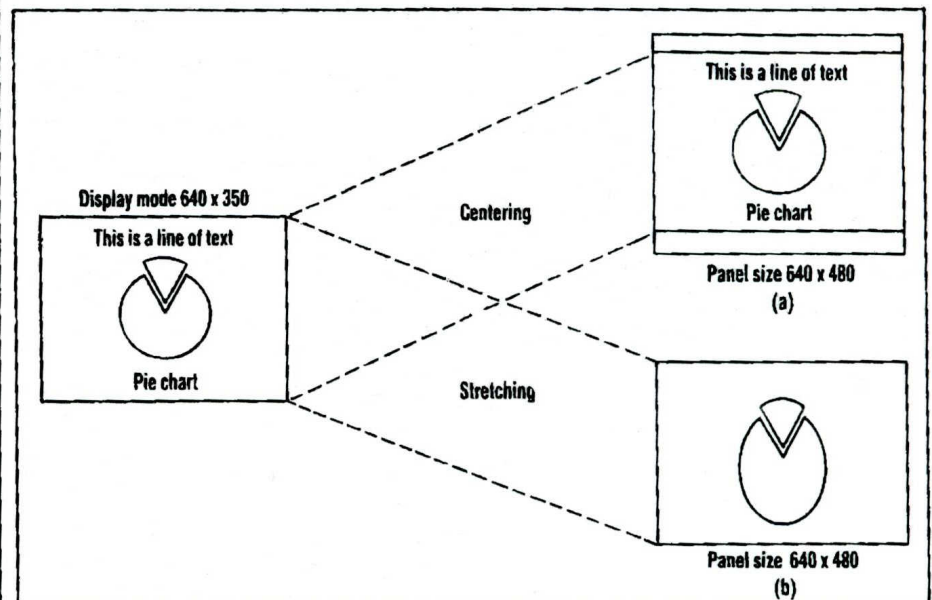 Display mode 640 x 350
This is a line of text
Pie chart
Centering
Stretching
This is a line of text
Pie chart
Panel size 640 x 480
(a)
Panel size 640 x 480
(b)